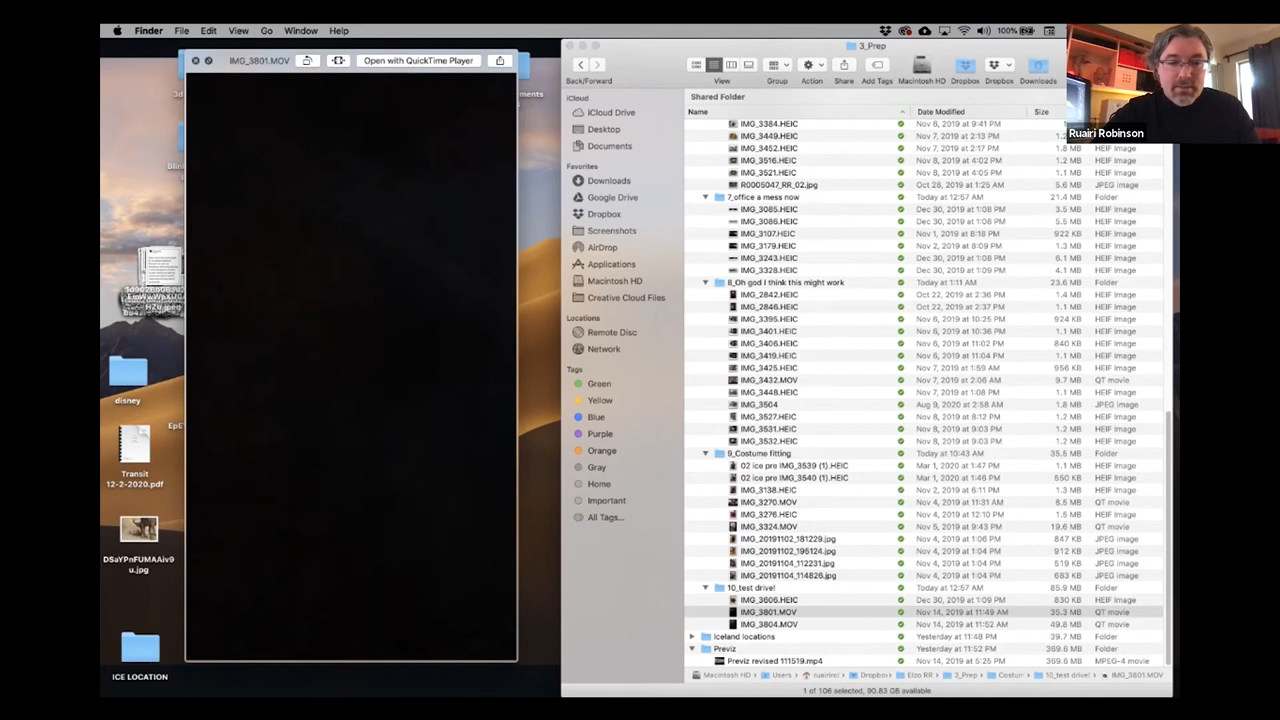 Finder File Edit View Go Window Help 100%
IMG_3801.MOV Open with QuickTime Player
3_Prep
Back/Forward View Group Action Share Add Tags Macintosh HD Dropbox Dropbox Downloads
Shared Folder
Name Date Modified Size
Ruairi Robinson
iCloud
iCloud Drive
Desktop
Documents
Favorites
Downloads
Google Drive
Dropbox
Screenshots
AirDrop
Applications
Macintosh HD
Creative Cloud Files
Locations
Remote Disc
Network
Tags
Green
Yellow
Blue
Purple
Orange
Gray
Home
Important
All Tags...
IMG_3384.HEIC Nov 6, 2019 at 9:41 PM
IMG_3449.HEIC Nov 7, 2019 at 2:13 PM HEIF Image
IMG_3452.HEIC Nov 7, 2019 at 2:17 PM 1.8 MB HEIF Image
IMG_3516.HEIC Nov 8, 2019 at 4:02 PM 1.2 MB HEIF Image
IMG_3521.HEIC Nov 8, 2019 at 4:05 PM 1.1 MB HEIF Image
R0005047_RR_02.jpg Oct 28, 2019 at 1:25 AM 5.6 MB JPEG image
7_office a mess now Today at 12:57 AM 21.4 MB Folder
IMG_3085.HEIC Dec 30, 2019 at 1:08 PM 3.5 MB HEIF Image
IMG_3086.HEIC Dec 30, 2019 at 1:08 PM 5.5 MB HEIF Image
IMG_3107.HEIC Nov 1, 2019 at 8:18 PM 922 KB HEIF Image
IMG_3179.HEIC Nov 2, 2019 at 8:09 PM 1.3 MB HEIF Image
IMG_3243.HEIC Dec 30, 2019 at 1:08 PM 6.1 MB HEIF Image
IMG_3328.HEIC Dec 30, 2019 at 1:08 PM 4.1 MB HEIF Image
8_Oh god I think this might work Today at 1:11 AM 23.6 MB Folder
IMG_2842.HEIC Oct 22, 2019 at 2:36 PM 1.4 MB HEIF Image
IMG_2846.HEIC Oct 22, 2019 at 2:37 PM 1.2 MB HEIF Image
IMG_3395.HEIC Nov 6, 2019 at 10:25 PM 924 KB HEIF Image
IMG_3401.HEIC Nov 6, 2019 at 10:36 PM 1.1 MB HEIF Image
IMG_3406.HEIC Nov 6, 2019 at 11:02 PM 840 KB HEIF Image
IMG_3419.HEIC Nov 6, 2019 at 11:04 PM 1.1 MB HEIF Image
IMG_3425.HEIC Nov 7, 2019 at 1:59 AM 956 KB HEIF Image
IMG_3432.MOV Nov 7, 2019 at 2:06 AM 9.7 MB QT movie
IMG_3448.HEIC Nov 7, 2019 at 1:08 PM 1.1 MB HEIF Image
IMG_3504 Aug 9, 2020 at 2:58 AM 1.8 MB JPEG image
IMG_3527.HEIC Nov 8, 2019 at 8:12 PM 1.2 MB HEIF Image
IMG_3531.HEIC Nov 8, 2019 at 9:03 PM 1.2 MB HEIF Image
IMG_3532.HEIC Nov 8, 2019 at 9:03 PM 1.2 MB HEIF Image
9_Costume fitting Today at 10:43 AM 35.5 MB Folder
02 ice pre IMG_3539 (1).HEIC Mar 1, 2020 at 1:47 PM 1.1 MB HEIF Image
02 ice pre IMG_3540 (1).HEIC Mar 1, 2020 at 1:46 PM 550 KB HEIF Image
IMG_3138.HEIC Nov 2, 2019 at 6:11 PM 1.3 MB HEIF Image
IMG_3270.MOV Nov 4, 2019 at 11:31 AM 8.5 MB QT movie
IMG_3276.HEIC Nov 4, 2019 at 12:10 PM 1.5 MB HEIF Image
IMG_3324.MOV Nov 5, 2019 at 9:43 PM 19.6 MB QT movie
IMG_20191102_181229.jpg Nov 4, 2019 at 1:06 PM 847 KB JPEG image
IMG_20191102_195124.jpg Nov 4, 2019 at 1:04 PM 912 KB JPEG image
IMG_20191104_112231.jpg Nov 4, 2019 at 1:04 PM 519 KB JPEG image
IMG_20191104_114826.jpg Nov 4, 2019 at 1:04 PM 683 KB JPEG image
10_test drive! Today at 12:57 AM 85.9 MB Folder
IMG_3606.HEIC Dec 30, 2019 at 1:09 PM 830 KB HEIF Image
IMG_3801.MOV Nov 14, 2019 at 11:49 AM 35.3 MB QT movie
IMG_3804.MOV Nov 14, 2019 at 11:52 AM 49.8 MB QT movie
Iceland locations Yesterday at 11:48 PM 39.7 MB Folder
Previz Yesterday at 11:52 PM 369.6 MB Folder
Previz revised 111519.mp4 Nov 14, 2019 at 5:25 PM 369.6 MB MPEG-4 movie
Macintosh HD Users ruairiroi Dropbo Elzo RR 3_Prep Costum 10_test drive! IMG_3801.MOV
1 of 106 selected, 90.83 GB available
disney
Transit
12-2-2020.pdf
DSaYPnFUMAAiv9
u.jpg
ICE LOCATION